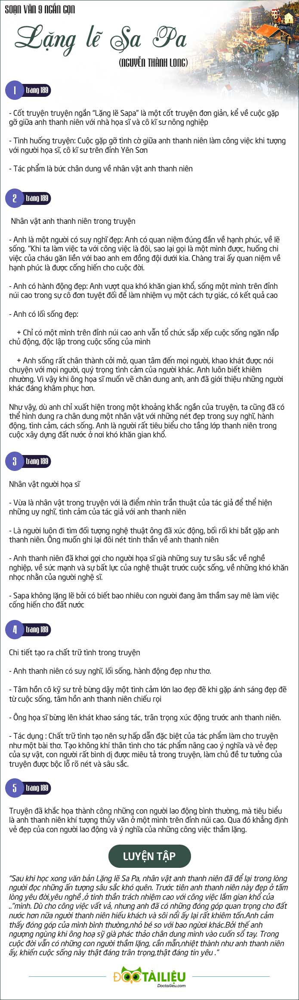 SOẠN VĂN 9 NGẮN GỌN
Lặng lẽ Sa Pa
(NGUYỄN THÀNH LONG)
1 trang 189
- Cốt truyện truyện ngắn “Lặng lẽ Sapa” là một cốt truyện đơn giản, kể về cuộc gặp
gỡ giữa anh thanh niên với nhà họa sĩ và cô kĩ sư nông nghiệp
- Tình huống truyện: Cuộc gặp gỡ tình cờ giữa anh thanh niên làm công việc khi tượng
với người họa sĩ, cô kĩ sư trên đỉnh Yên Sơn
- Tác phẩm là bức chân dung về nhân vật anh thanh niên
2 trang 189
Nhân vật anh thanh niên trong truyện
- Anh là một người có suy nghĩ đẹp: Anh có quan niệm đúng đắn về hạnh phúc, về lẽ
sống. “Khi ta làm việc ta với công việc là đôi, sao lại gọi là một mình được, huống chi
việc của cháu găn liền với bao anh em đồng đội dưới kia. Chàng trai ấy quan niệm về
hạnh phúc là được cống hiến cho cuộc đời.
- Anh có hành động đẹp: Anh vượt qua khó khăn gian khổ, sống một mình trên đỉnh
núi cao trong sự cô đơn tuyệt đối để làm nhiệm vụ một cách tự giác, có kết quả cao
- Anh có lối sống đẹp:
+ Chỉ có một mình trên đỉnh núi cao anh vẫn tổ chức sắp xếp cuộc sống ngăn nắp
chủ động, độc lập trong cuộc sống của mình
+ Anh sống rất chân thành cởi mở, quan tâm đến mọi người, khao khát được nói
chuyện với mọi người, quý trọng tình cảm của người khác. Anh luôn biết khiêm
nhường. Vì vậy khi ông họa sĩ muốn vẽ chân dung anh, anh đã giới thiệu những người
khác đáng khâm phục hơn.
Như vậy, dù anh chỉ xuất hiện trong một khoảng khắc ngắn của truyện, ta cũng đã có
thể hình dung ra chân dung một nhân vật với những nét đẹp trong suy nghĩ, hành
động, tình cảm, cách sống. Anh là người rất tiêu biểu cho tầng lớp thanh niên trong
cuộc xây dựng đất nước ở nơi khó khăn gian khổ.
3 trang 189
Nhân vật người họa sĩ
- Vừa là nhân vật trong truyện với là điểm nhìn trần thuật của tác giả để thể hiện
những uy nghĩ, tình cảm của tác giả với anh thanh niên
- Là người luôn đi tìm đối tượng nghệ thuật ông đã xúc động, bối rối khi bắt gặp anh
thanh niên. Ông muốn ghi lại đôi nét tinh thần về anh thanh niên
- Anh thanh niên đã khơi gợi cho người họa sĩ già những suy tư sâu sắc về nghề
nghiệp, về sức mạnh và sự bất lực của nghệ thuật trước cuộc sống, về những khó khăn
nhọc nhằn của người nghệ sĩ.
- Sapa không lặng lẽ bởi có biết bao nhiêu con người đang âm thầm say mê làm việc
cống hiến cho đất nước
4 trang 189
Chi tiết tạo ra chất trữ tình trong truyện
- Anh thanh niên có suy nghĩ, lối sống, hành động đẹp như thơ.
- Tâm hồn cô kỹ sư trẻ bừng dậy một tình cảm lớn lao đẹp đẽ khi gặp ánh sáng đẹp đẽ
từ cuộc sống, tâm hồn anh thanh niên chiếu rọi
- Ông họa sĩ bừng lên khát khao sáng tác, trân trọng xúc động trước anh thanh niên.
- Tác dụng : Chất trữ tình tạo nên sự hấp dẫn đặc biệt của tác phẩm làm cho truyện
như một bài thơ. Tạo không khí thân tình cho tác phẩm nâng cao ý nghĩa và vẻ đẹp
của sự vật, con người rất bình dị được miêu tả trong truyện, làm chủ đề tư tưởng của
truyện được bộc lỗ rõ nét và sâu sắc.
5 trang 189
Truyện đã khắc họa thành công những con người lao động bình thường, mà tiêu biểu
là anh thanh niên khí tượng thủy văn ở một mình trên đỉnh núi cao. Qua đó khẳng định
vẻ đẹp của con người lao động và ý nghĩa của những công việc thầm lặng.
LUYỆN TẬP
“Sau khi học xong văn bản Lặng lẽ Sa Pa, nhân vật anh thanh niên đã để lại trong lòng
người đọc những ấn tượng sâu sắc khó quên. Trước tiên anh thanh niên này đẹp ở tấm
lòng yêu đời,yêu nghề ,ở tinh thần trách nhiệm cao với công việc lắm gian khổ của
..”mình. Dù cho công việc vất vả, nhưng anh đã có những đóng góp quan trọng cho đất
nước hơn nữa người thanh niên hiếu khách và sôi nổi ấy lại rất khiêm tốn.Anh cảm
thấy đóng góp của mình bình thường,nhỏ bé so với bao ngừơi khác.Bởi thế anh
ngượng ngùng khi ông hoạ sỹ già phác thảo chân dung mình vào cuốn sổ tay. Trong
cuộc đời vẫn có những con người thầm lặng, cần mẫn,nhiệt thành như anh thanh niên
ấy, khiến cuộc sống này thật đáng trân trọng,thật đáng tin yêu .”
ĐỌC TÀI LIỆU
Doctailieu.com